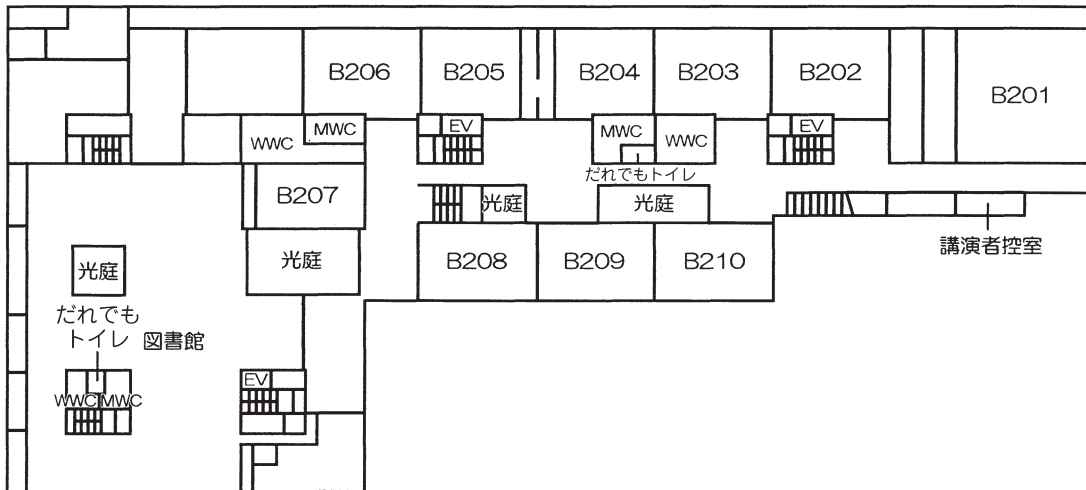 B206
B205
B204
B203
B202
B201
MWC
EV
MWC
EV
WWC
WWC
だれでもトイレ
B207
光庭
光庭
講演者控室
光庭
光庭
B208
B209
B210
だれでも
トイレ
図書館
EV
WWC
MWC